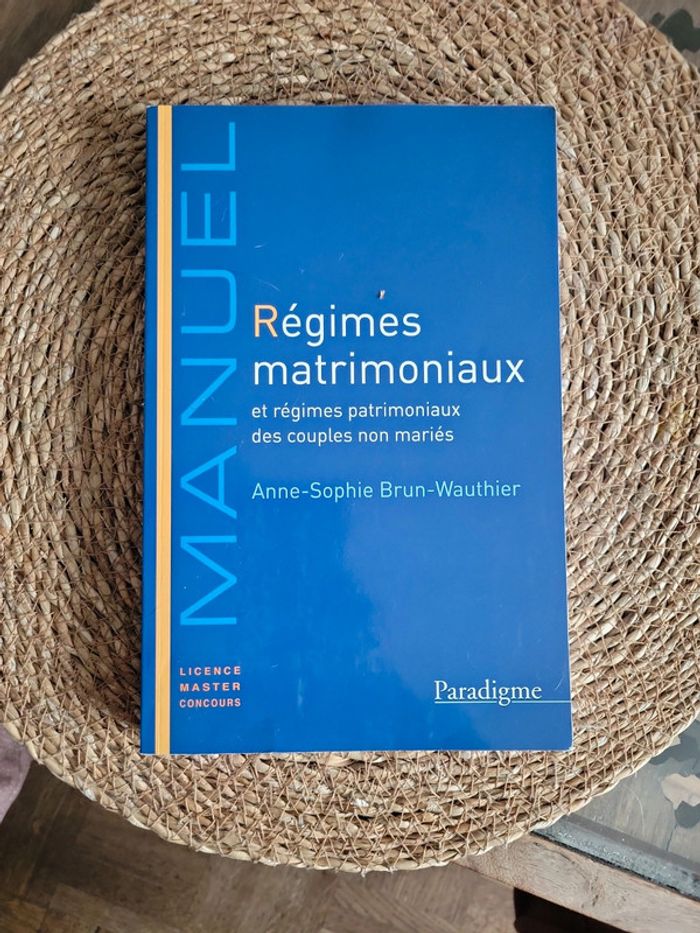 MANUEL
Régimes
matrimoniaux
et régimes patrimoniaux
des couples non mariés
Anne-Sophie Brun-Wauthier
LICENCE
MASTER
CONCOURS
Paradigme